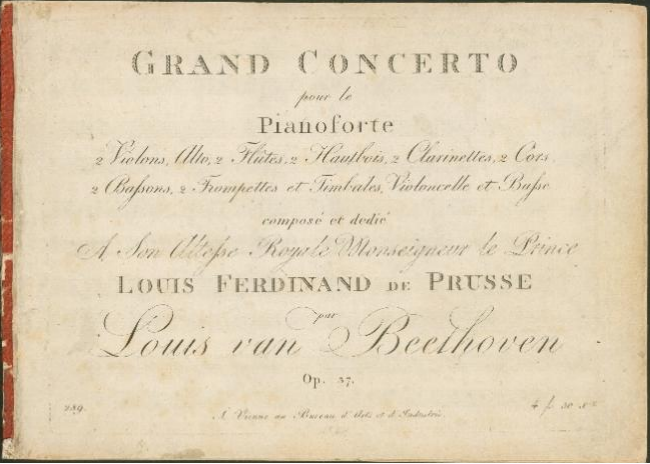 GRAND CONCERTO
pour le
Pianoforte
2 Violons, Alto, 2 Flûtes, 2 Hautbois, 2 Clarinettes, 2 Cors
2 Bassons, 2 Trompettes et Timbales, Violoncelle et Basse
composé et dedié
A Son Altesse Royale Monseigneur le Prince
LOUIS FERDINAND DE PRUSSE
par
Louis van Beethoven
Op. 37.
289. A Vienne au Bureau d'Arts et d'Industrie 4 f. 30 x